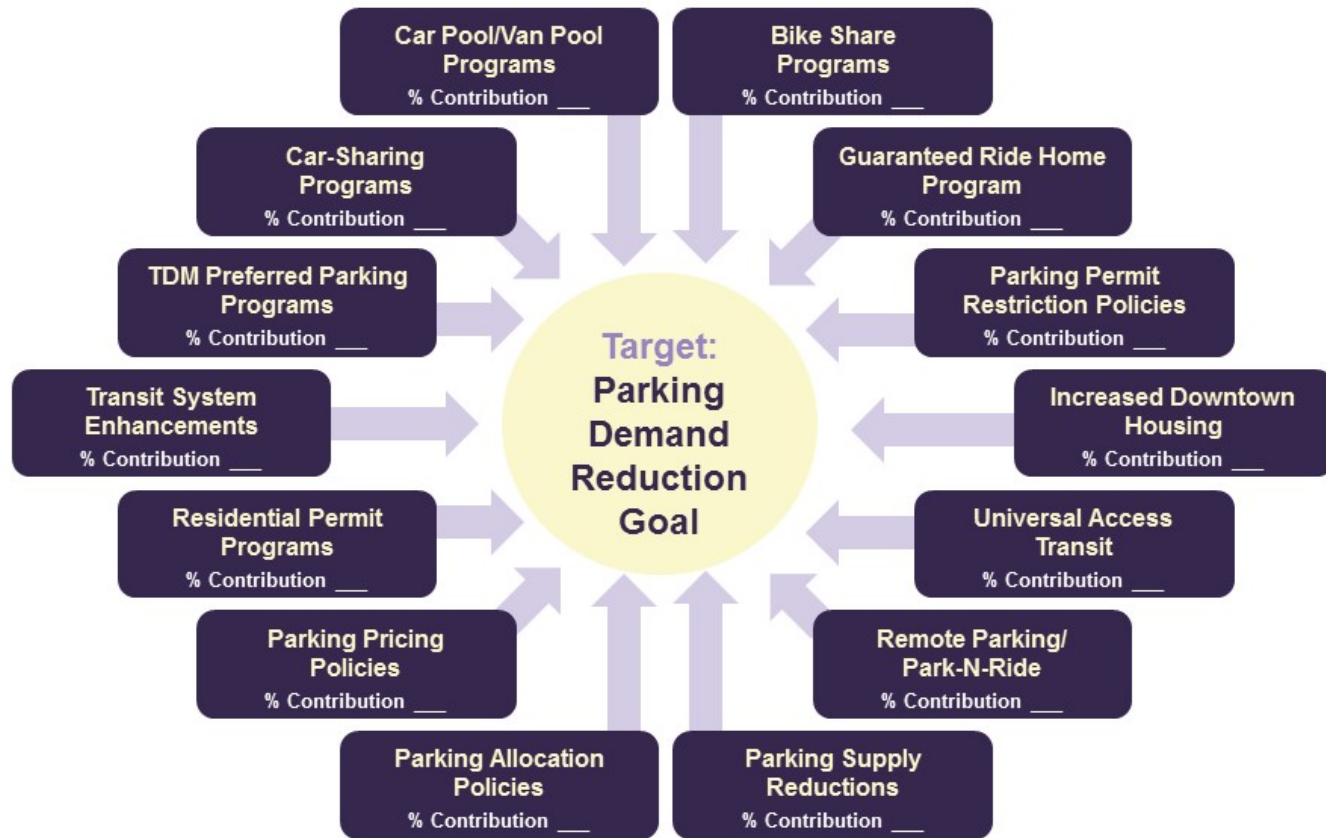 Car Pool/Van Pool
Programs
% Contribution ___
Bike Share
Programs
% Contribution ___
Car-Sharing
Programs
% Contribution ___
Guaranteed Ride Home
Program
% Contribution ___
TDM Preferred Parking
Programs
% Contribution ___
Parking Permit
Restriction Policies
% Contribution ___
Target:
Parking
Demand
Reduction
Goal
Transit System
Enhancements
% Contribution ___
Increased Downtown
Housing
% Contribution ___
Residential Permit
Programs
% Contribution ___
Universal Access
Transit
% Contribution ___
Parking Pricing
Policies
% Contribution ___
Remote Parking/
Park-N-Ride
% Contribution ___
Parking Allocation
Policies
% Contribution ___
Parking Supply
Reductions
% Contribution ___